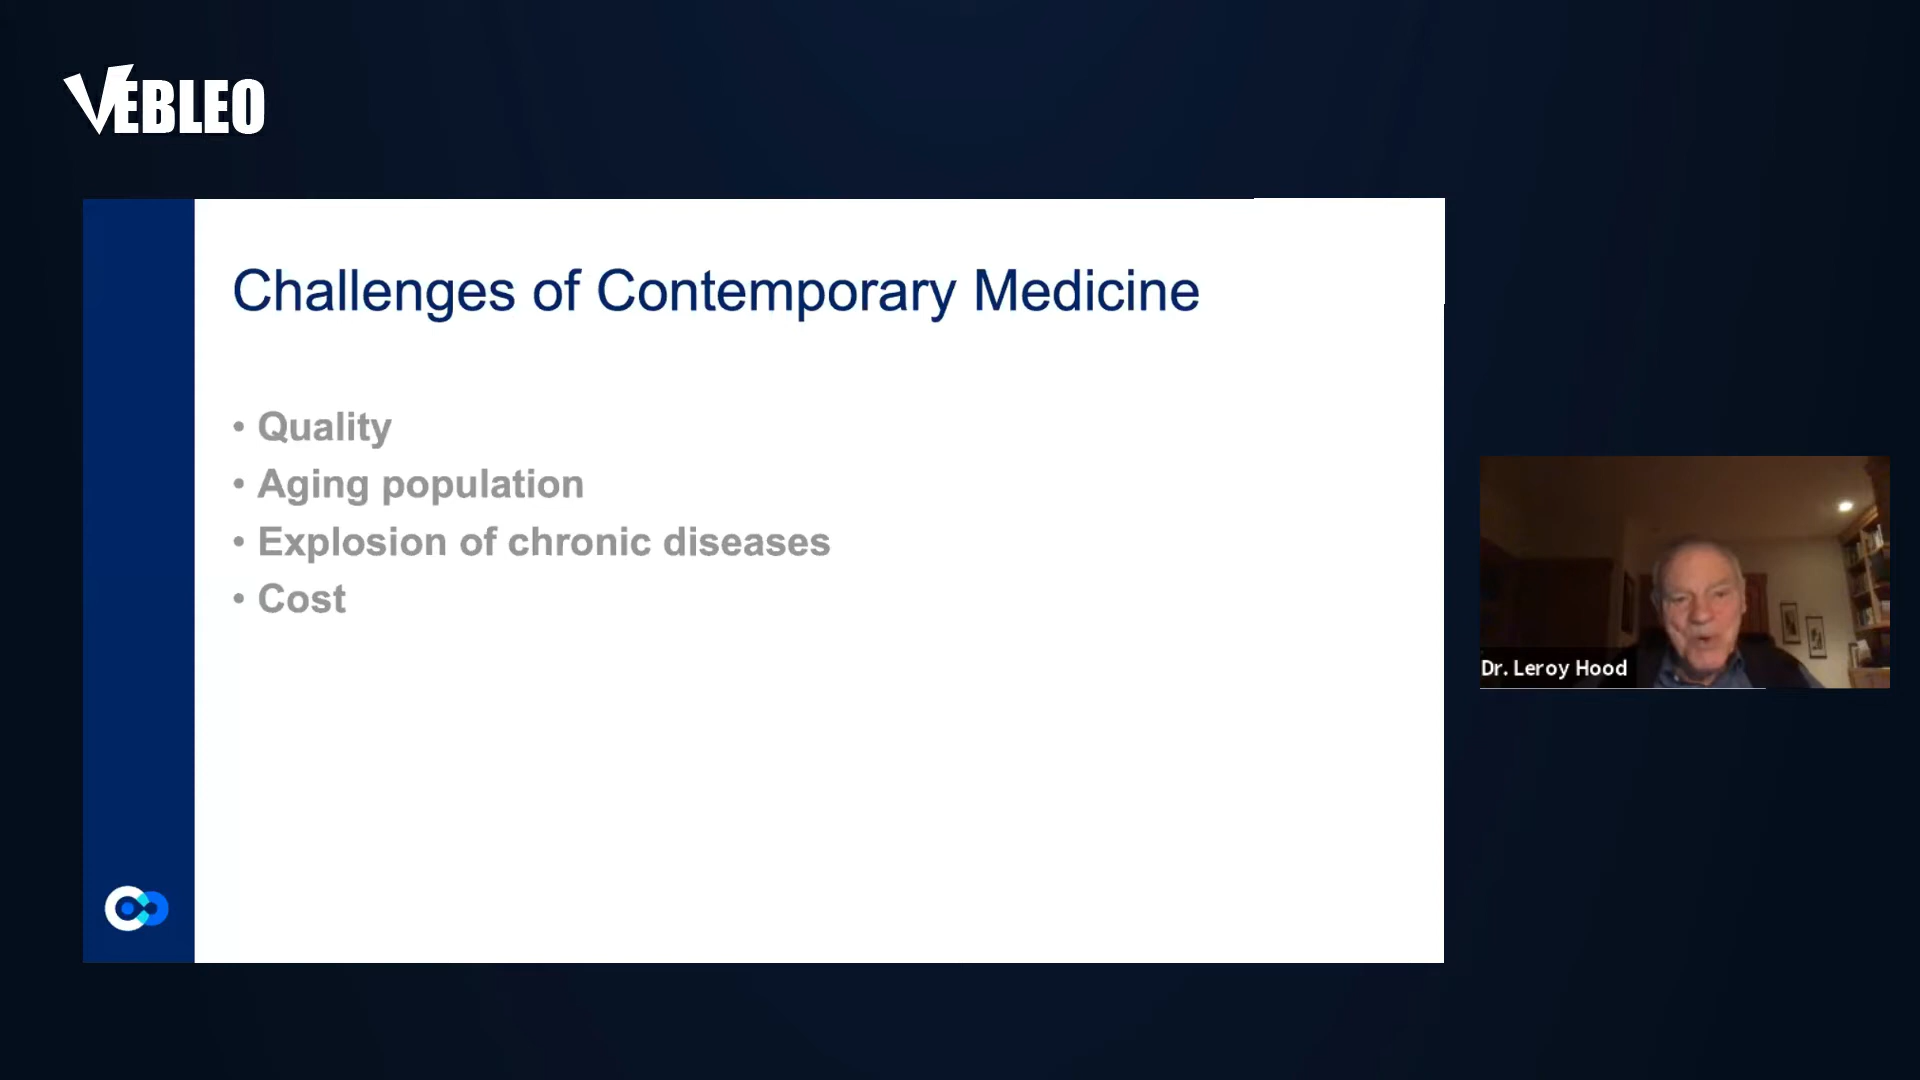 VEBLEO
Challenges of Contemporary Medicine
• Quality
• Aging population
• Explosion of chronic diseases
• Cost
Dr. Leroy Hood